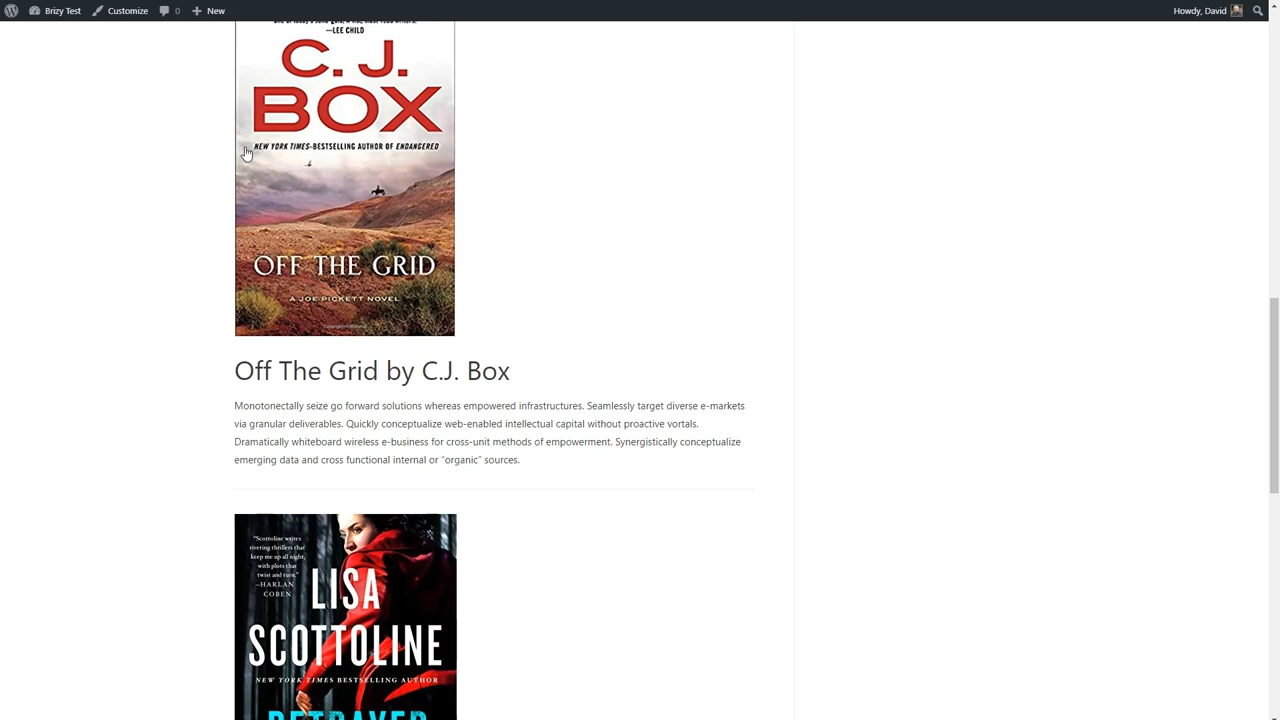 Brizy Test
Customize
0
New
Howdy, David
—LEE CHILD
C. J.
BOX
NEW YORK TIMES-BESTSELLING AUTHOR OF ENDANGERED
OFF THE GRID
A JOE PICKETT NOVEL
Off The Grid by C.J. Box
Monotonectally seize go forward solutions whereas empowered infrastructures. Seamlessly target diverse e-markets
via granular deliverables. Quickly conceptualize web-enabled intellectual capital without proactive vortals.
Dramatically whiteboard wireless e-business for cross-unit methods of empowerment. Synergistically conceptualize
emerging data and cross functional internal or “organic” sources.
“Scottoline writes
riveting thrillers that
keep me up all night,
with plots that
twist and turn.”
—HARLAN
COBEN
LISA
SCOTTOLINE
NEW YORK TIMES BESTSELLING AUTHOR
BETRAYED